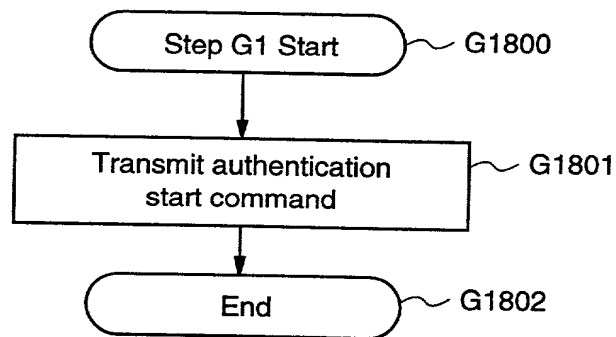 Step G1 Start
G1800
Transmit authentication
start command
G1801
End
G1802